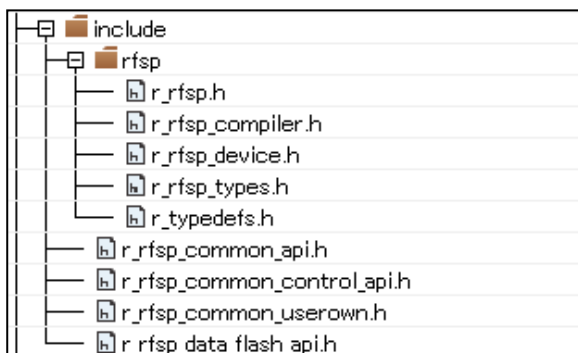 include
rfsp
r_rfsp.h
r_rfsp_compiler.h
r_rfsp_device.h
r_rfsp_types.h
r_typedefs.h
r_rfsp_common_api.h
r_rfsp_common_control_api.h
r_rfsp_common_userown.h
r_rfsp_data_flash_api.h